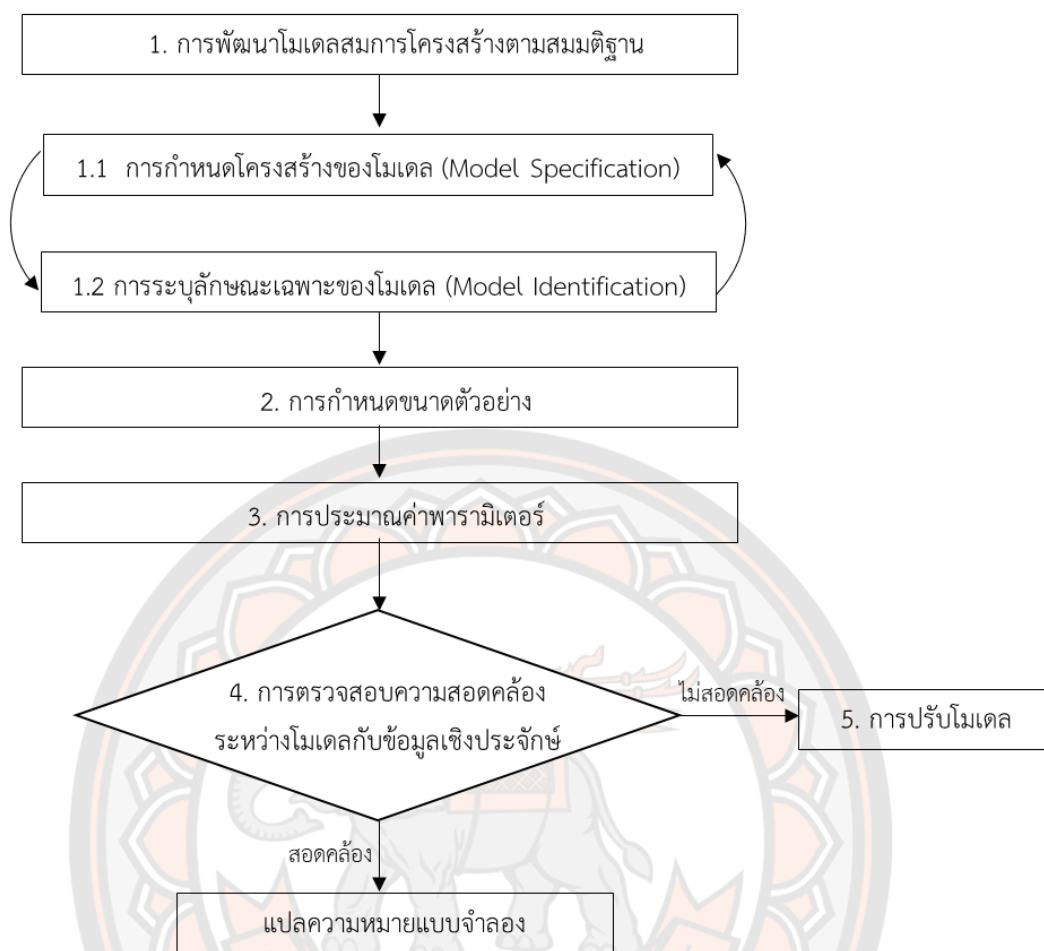 1. การพัฒนาโมเดลสมการโครงสร้างตามสมมติฐาน
1.1 การกำหนดโครงสร้างของโมเดล (Model Specification)
1.2 การระบุลักษณะเฉพาะของโมเดล (Model Identification)
2. การกำหนดขนาดตัวอย่าง
3. การประมาณค่าพารามิเตอร์
4. การตรวจสอบความสอดคล้อง
ระหว่างโมเดลกับข้อมูลเชิงประจักษ์
ไม่สอดคล้อง
5. การปรับโมเดล
สอดคล้อง
แปลความหมายแบบจำลอง